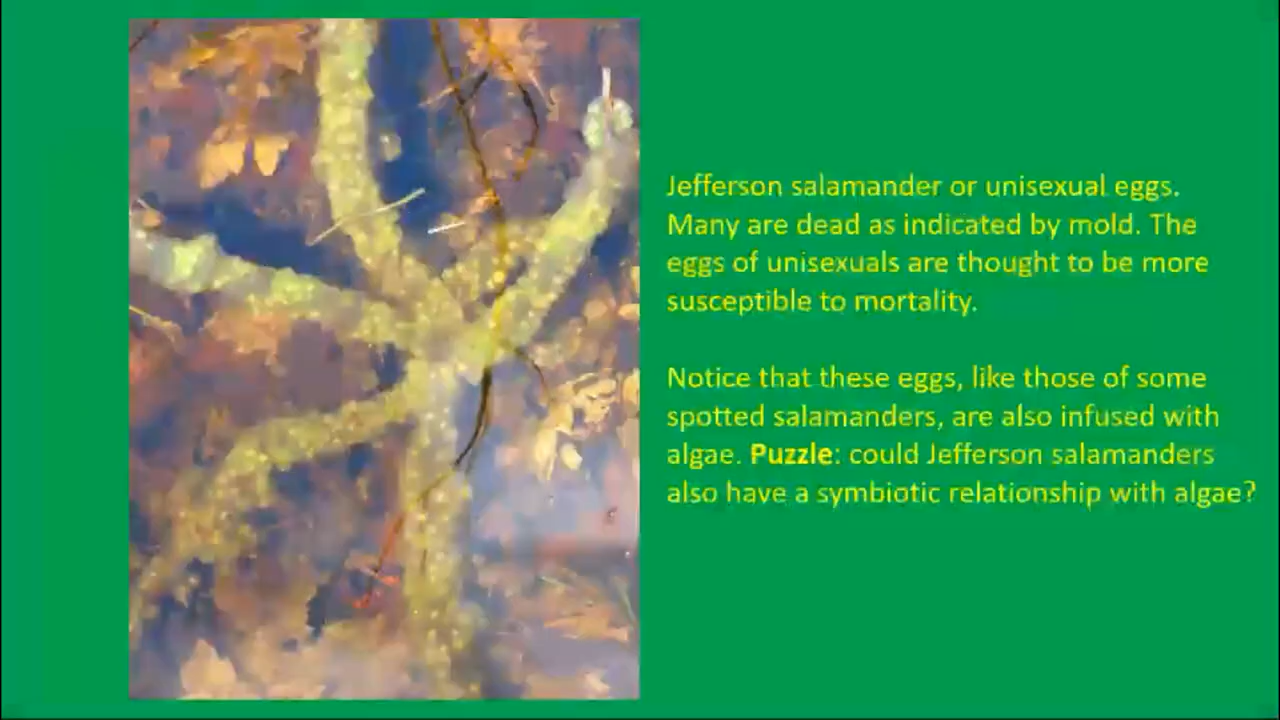 Jefferson salamander or unisexual eggs.
Many are dead as indicated by mold. The
eggs of unisexuals are thought to be more
susceptible to mortality.
Notice that these eggs, like those of some
spotted salamanders, are also infused with
algae. Puzzle: could Jefferson salamanders
also have a symbiotic relationship with algae?